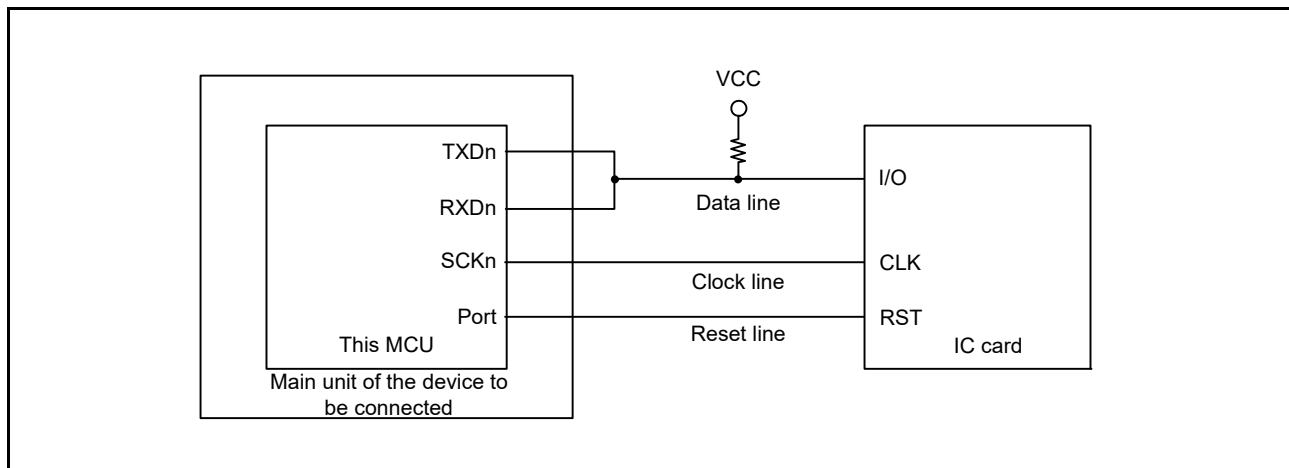 VCC
TXDn
RXDn
SCKn
Port
This MCU
Main unit of the device to
be connected
Data line
Clock line
Reset line
I/O
CLK
RST
IC card